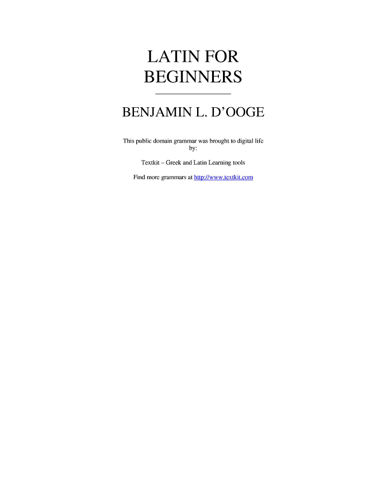 LATIN FOR
BEGINNERS
BENJAMIN L. D'OOGE
This public domain grammar was brought to digital life
by:
Textkit – Greek and Latin Learning tools
Find more grammars at http://www.textkit.com